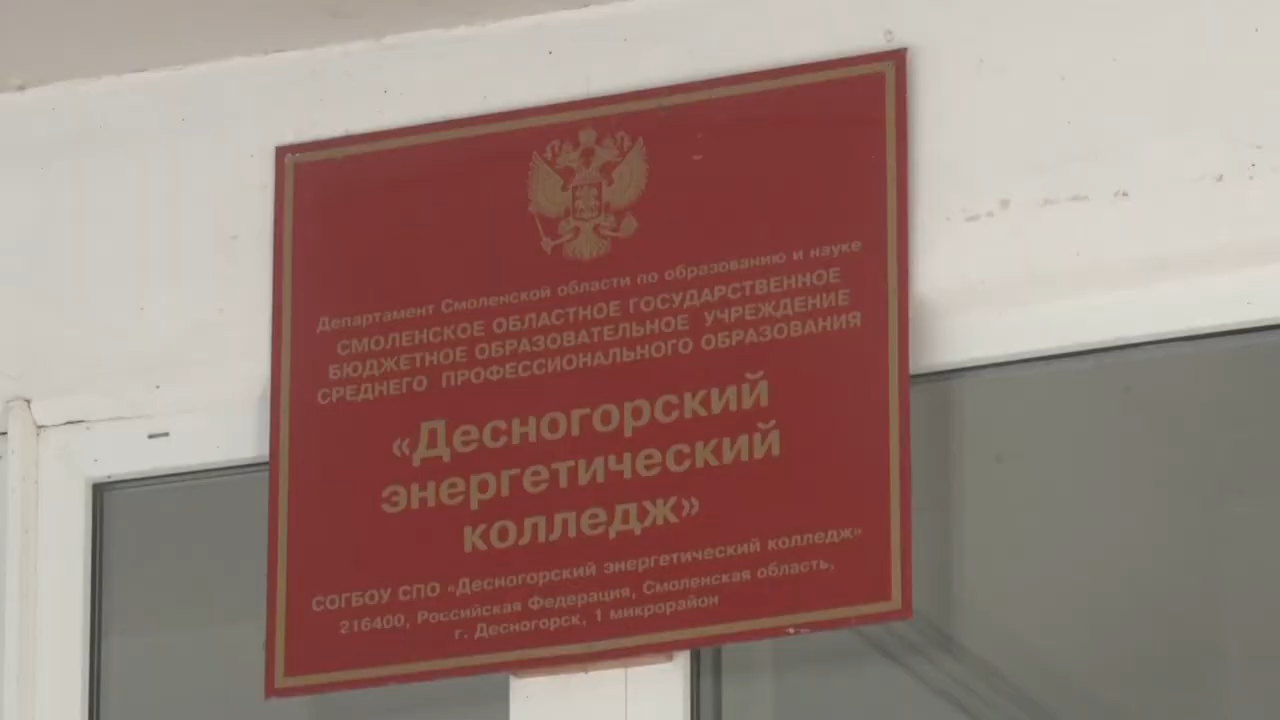 Департамент Смоленской области по образованию и науке
СМОЛЕНСКОЕ ОБЛАСТНОЕ ГОСУДАРСТВЕННОЕ
БЮДЖЕТНОЕ ОБРАЗОВАТЕЛЬНОЕ УЧРЕЖДЕНИЕ
СРЕДНЕГО ПРОФЕССИОНАЛЬНОГО ОБРАЗОВАНИЯ
«Десногорский
энергетический
колледж»
СОГБОУ СПО «Десногорский энергетический колледж»
216400, Российская Федерация, Смоленская область,
г. Десногорск, 1 микрорайон